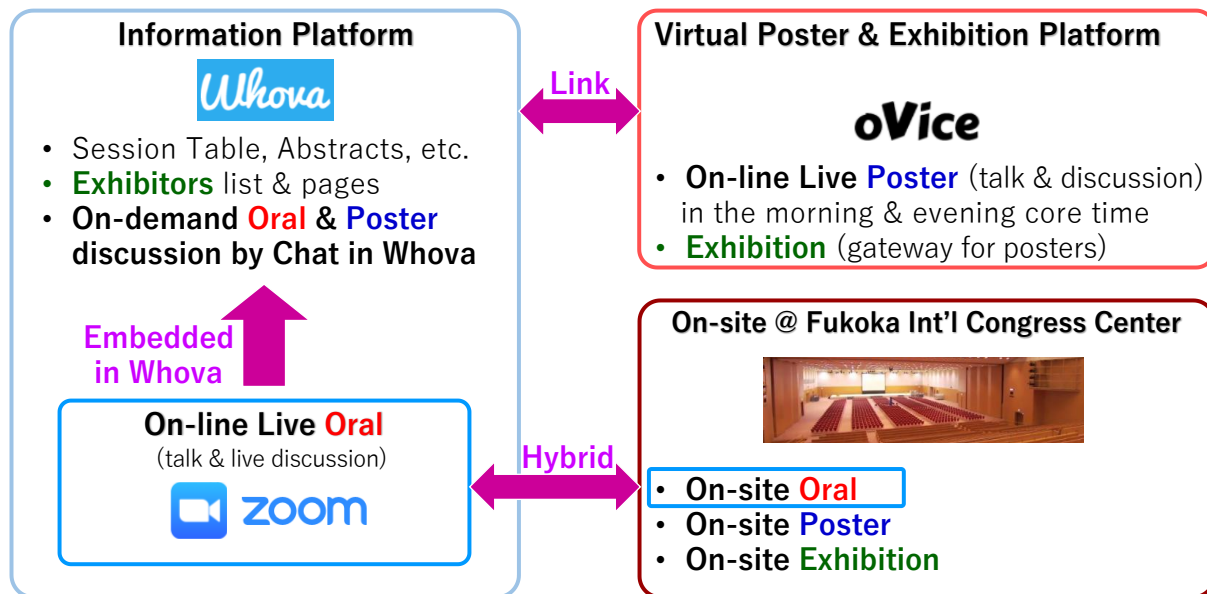 Information Platform
Whova
• Session Table, Abstracts, etc.
• Exhibitors list & pages
• On-demand Oral & Poster
discussion by Chat in Whova
Embedded
in Whova
On-line Live Oral
(talk & live discussion)
zoom
Link
Hybrid
Virtual Poster & Exhibition Platform
oVice
• On-line Live Poster (talk & discussion)
in the morning & evening core time
• Exhibition (gateway for posters)
On-site @ Fukoka Int’l Congress Center
• On-site Oral
• On-site Poster
• On-site Exhibition